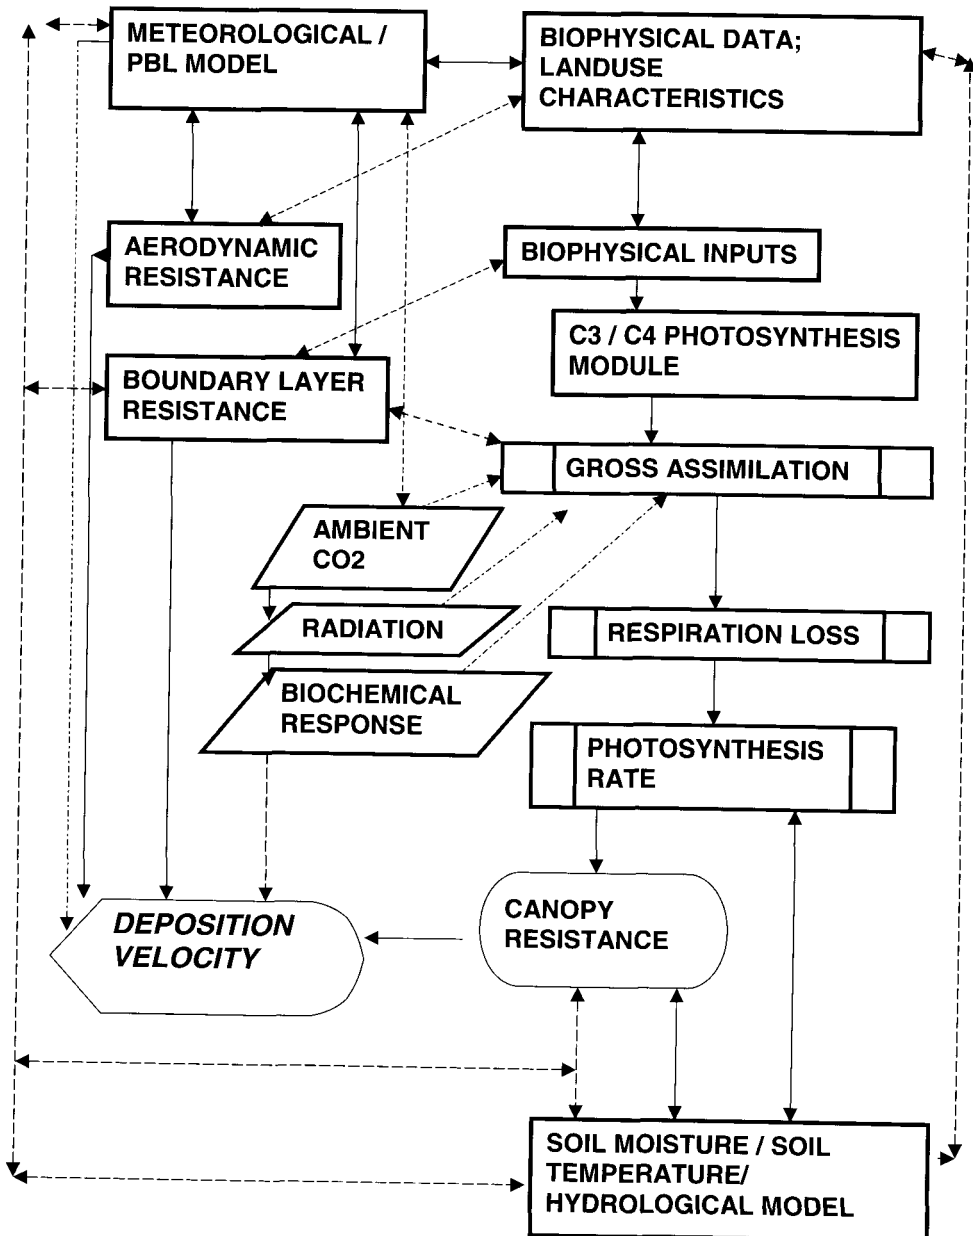 METEOROLOGICAL /
PBL MODEL
BIOPHYSICAL DATA;
LANDUSE
CHARACTERISTICS
AERODYNAMIC
RESISTANCE
BIOPHYSICAL INPUTS
C3 / C4 PHOTOSYNTHESIS
MODULE
BOUNDARY LAYER
RESISTANCE
GROSS ASSIMILATION
AMBIENT
CO2
RADIATION
RESPIRATION LOSS
BIOCHEMICAL
RESPONSE
PHOTOSYNTHESIS
RATE
DEPOSITION
VELOCITY
CANOPY
RESISTANCE
SOIL MOISTURE / SOIL
TEMPERATURE/
HYDROLOGICAL MODEL